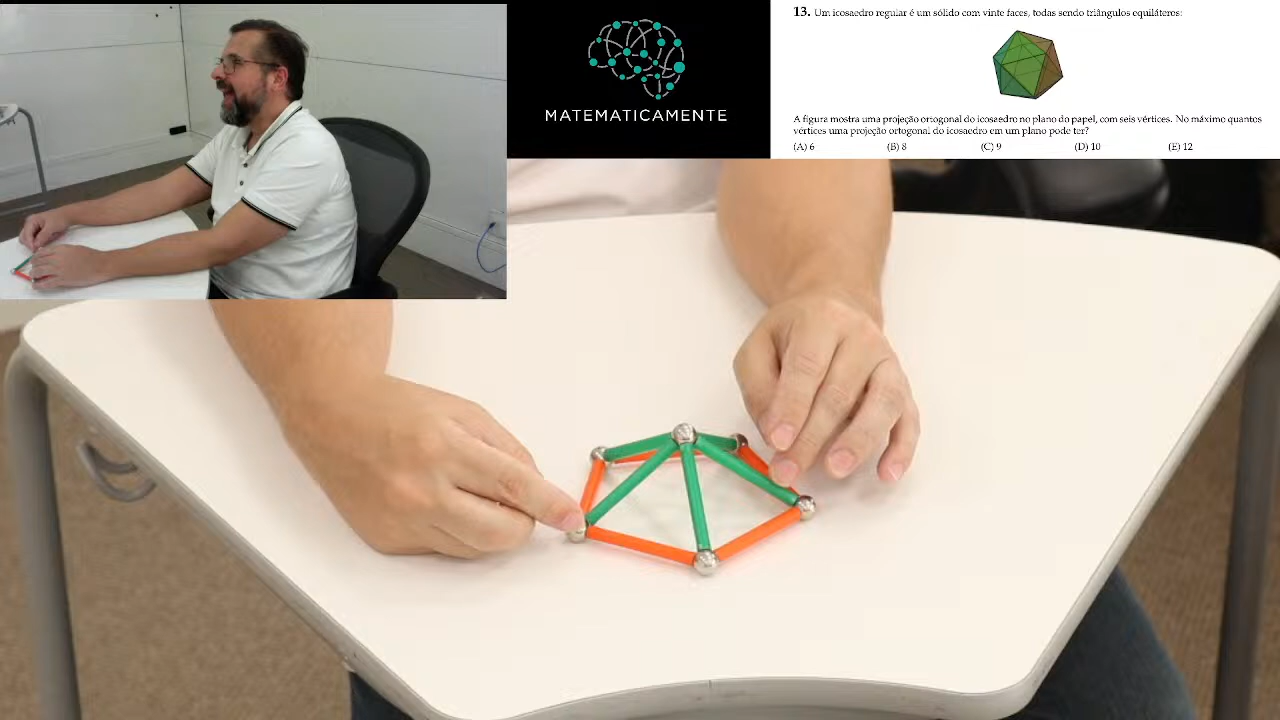 MATEMATICAMENTE
13. Um icosaedro regular é um sólido com vinte faces, todas sendo triângulos equiláteros:
A figura mostra uma projeção ortogonal do icosaedro no plano do papel, com seis vértices. No máximo quantos
vértices uma projeção ortogonal do icosaedro em um plano pode ter?
(A) 6 (B) 8 (C) 9 (D) 10 (E) 12